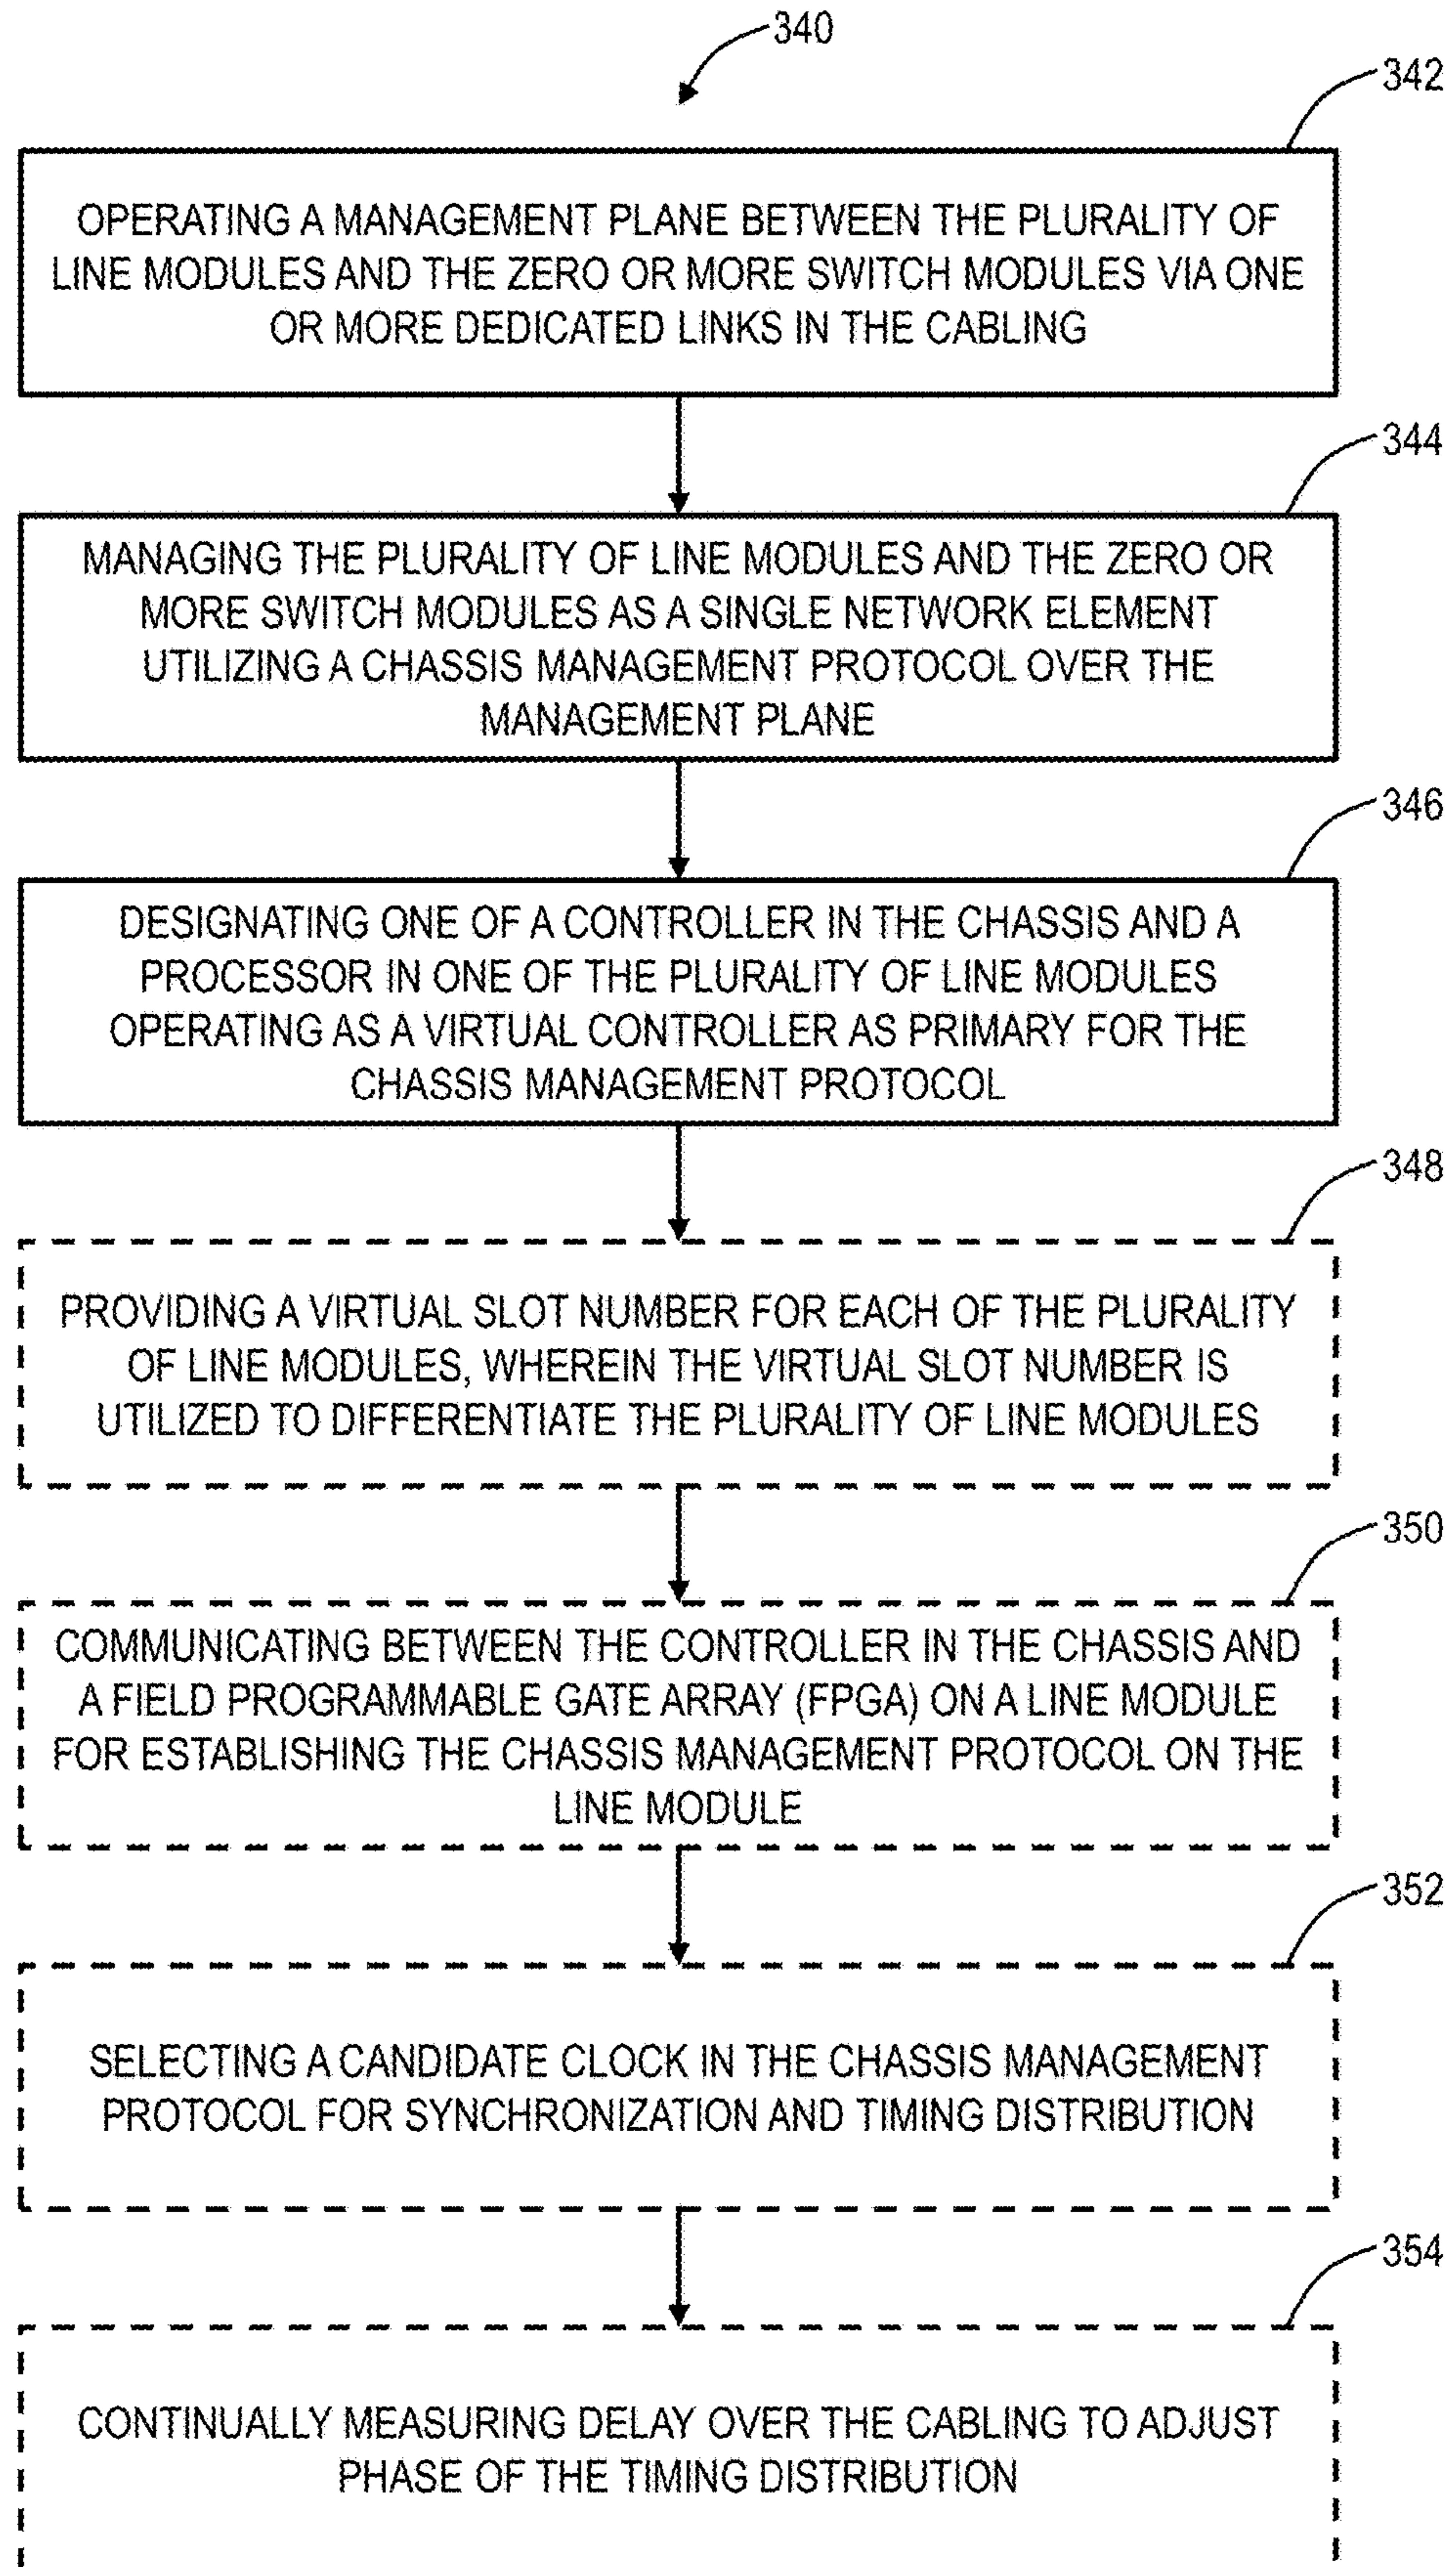 340
342
OPERATING A MANAGEMENT PLANE BETWEEN THE PLURALITY OF
LINE MODULES AND THE ZERO OR MORE SWITCH MODULES VIA ONE
OR MORE DEDICATED LINKS IN THE CABLING
344
MANAGING THE PLURALITY OF LINE MODULES AND THE ZERO OR
MORE SWITCH MODULES AS A SINGLE NETWORK ELEMENT
UTILIZING A CHASSIS MANAGEMENT PROTOCOL OVER THE
MANAGEMENT PLANE
346
DESIGNATING ONE OF A CONTROLLER IN THE CHASSIS AND A
PROCESSOR IN ONE OF THE PLURALITY OF LINE MODULES
OPERATING AS A VIRTUAL CONTROLLER AS PRIMARY FOR THE
CHASSIS MANAGEMENT PROTOCOL
348
PROVIDING A VIRTUAL SLOT NUMBER FOR EACH OF THE PLURALITY
OF LINE MODULES, WHEREIN THE VIRTUAL SLOT NUMBER IS
UTILIZED TO DIFFERENTIATE THE PLURALITY OF LINE MODULES
350
COMMUNICATING BETWEEN THE CONTROLLER IN THE CHASSIS AND
A FIELD PROGRAMMABLE GATE ARRAY (FPGA) ON A LINE MODULE
FOR ESTABLISHING THE CHASSIS MANAGEMENT PROTOCOL ON THE
LINE MODULE
352
SELECTING A CANDIDATE CLOCK IN THE CHASSIS MANAGEMENT
PROTOCOL FOR SYNCHRONIZATION AND TIMING DISTRIBUTION
354
CONTINUALLY MEASURING DELAY OVER THE CABLING TO ADJUST
PHASE OF THE TIMING DISTRIBUTION